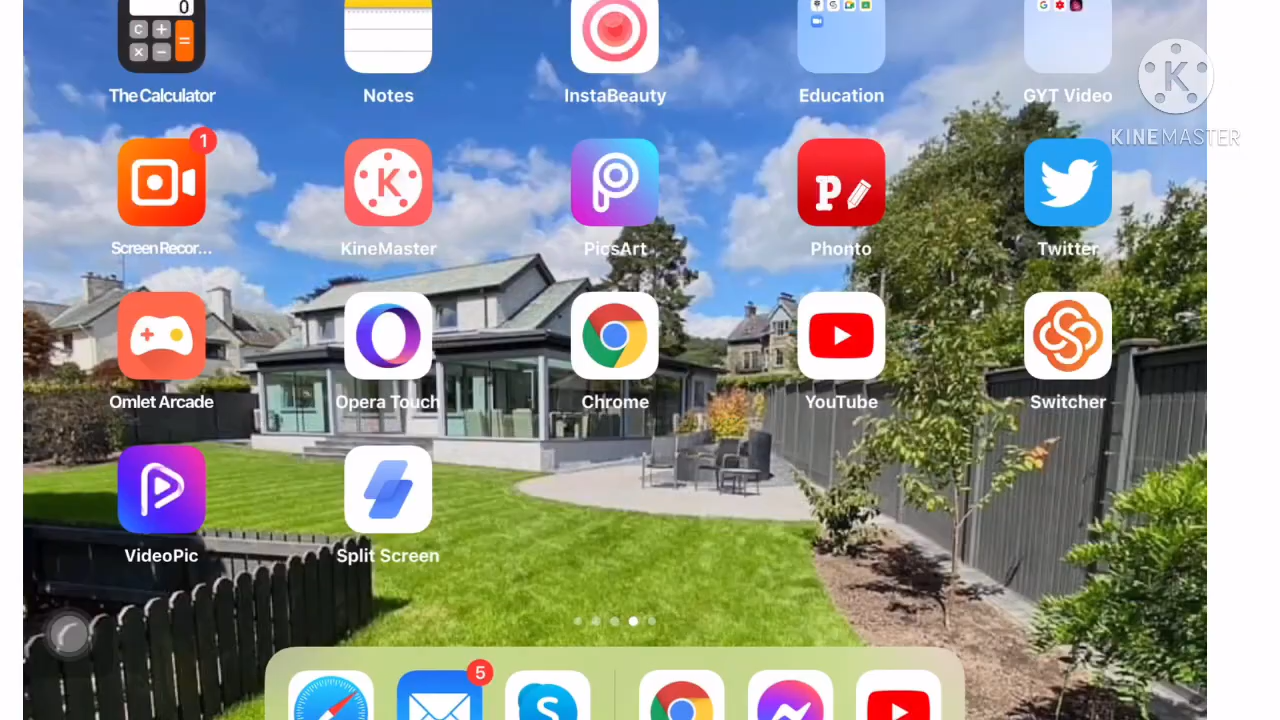 0
C +
× − =
The Calculator Notes InstaBeauty Education GYT Video
K
KINEMASTER
1
K P
Screen Recor... KineMaster PicsArt Phonto Twitter
Omlet Arcade Opera Touch Chrome YouTube Switcher
VideoPic Split Screen
5
S